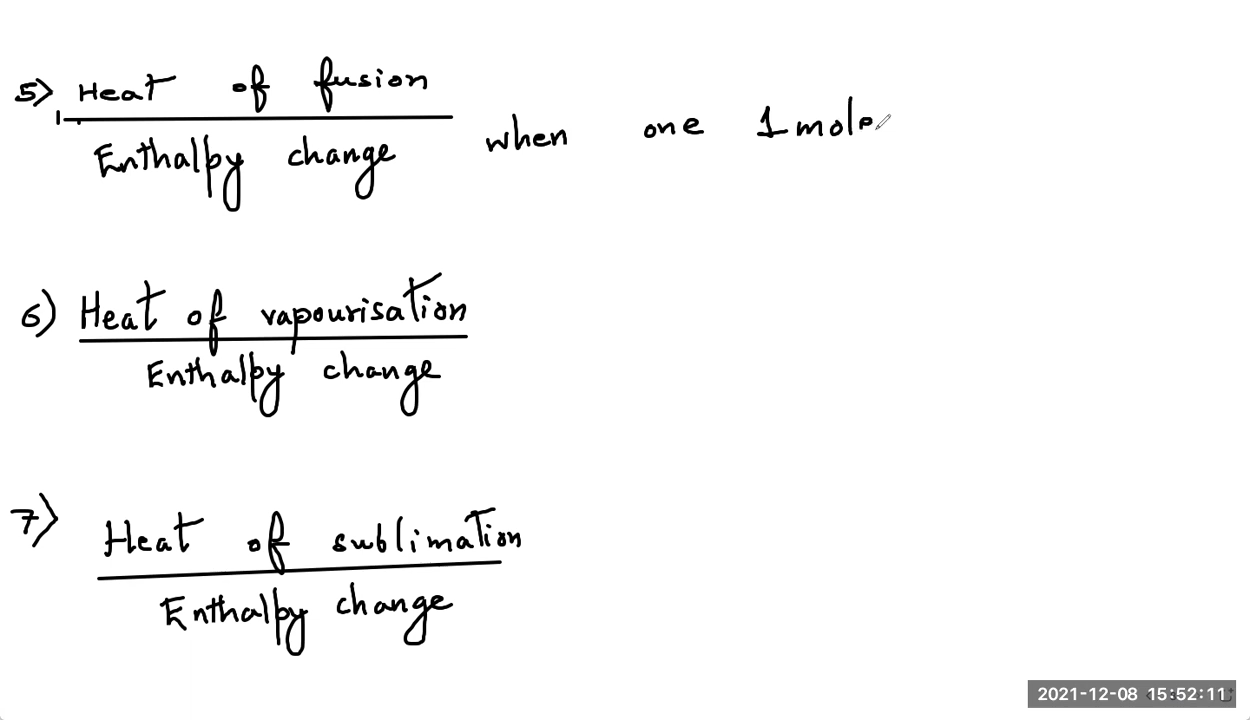 5) Heat of fusion
Enthalpy change when one 1 mole
6) Heat of vapourisation
Enthalpy change
7) Heat of sublimation
Enthalpy change
2021-12-08 15:52:11